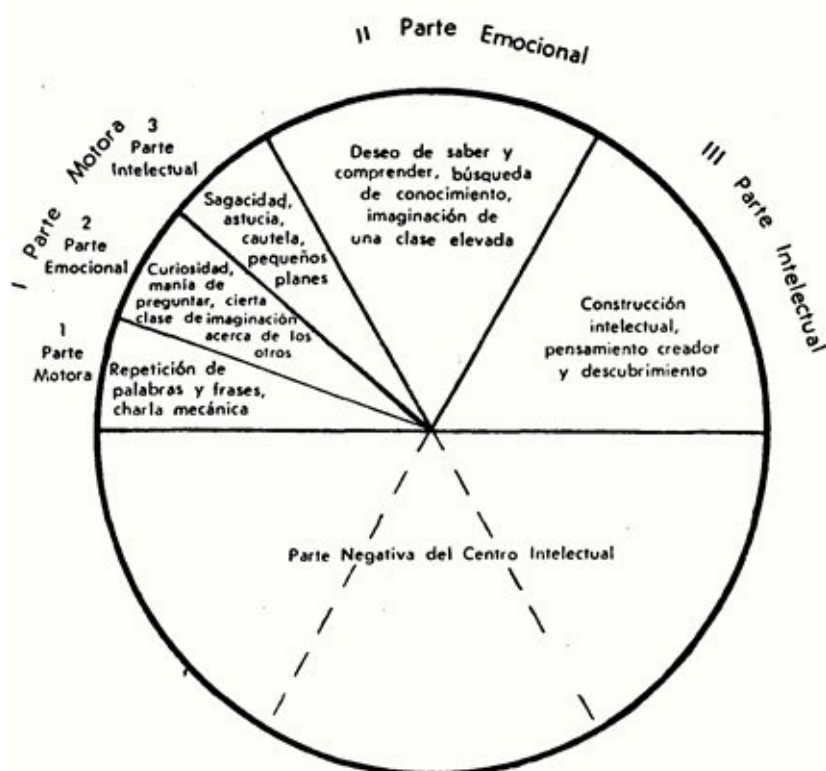 II Parte Emocional
III Parte Intelectual
I Parte Motora
3
Parte
Intelectual
2
Parte
Emocional
1
Parte
Motora
Deseo de saber y
comprender, búsqueda
de conocimiento,
imaginación de
una clase elevada
Sagacidad,
astucia,
cautela,
pequeños
planes
Curiosidad,
manía de
preguntar, cierta
clase de imaginación
acerca de los
otros
Repetición de
palabras y frases,
charla mecánica
Construcción
intelectual,
pensamiento creador
y descubrimiento
Parte Negativa del Centro Intelectual